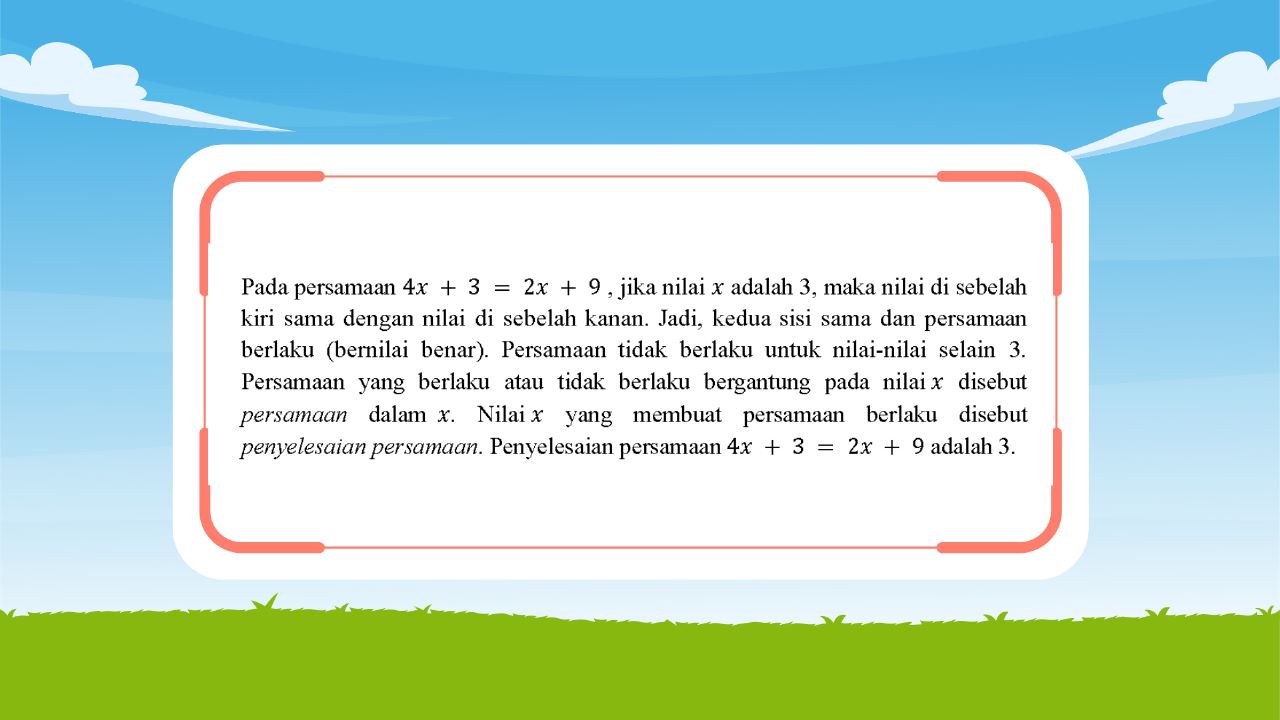 Pada persamaan 4x + 3 = 2x + 9 , jika nilai x adalah 3, maka nilai di sebelah
kiri sama dengan nilai di sebelah kanan. Jadi, kedua sisi sama dan persamaan
berlaku (bernilai benar). Persamaan tidak berlaku untuk nilai-nilai selain 3.
Persamaan yang berlaku atau tidak berlaku bergantung pada nilai x disebut
persamaan dalam x. Nilai x yang membuat persamaan berlaku disebut
penyelesaian persamaan. Penyelesaian persamaan 4x + 3 = 2x + 9 adalah 3.